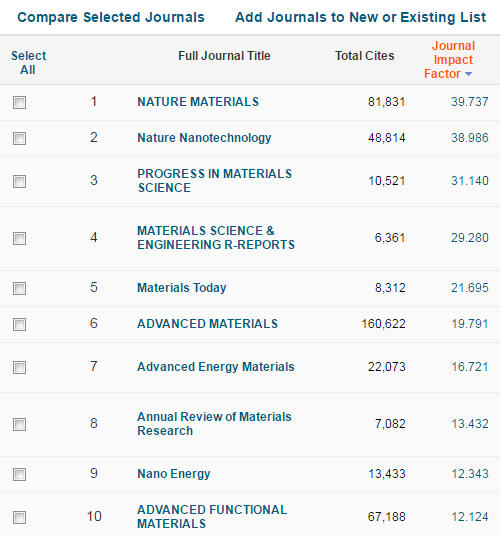 Compare Selected Journals Add Journals to New or Existing List
Select All Full Journal Title Total Cites Journal Impact Factor
1 NATURE MATERIALS 81,831 39.737
2 Nature Nanotechnology 48,814 38.986
3 PROGRESS IN MATERIALS SCIENCE 10,521 31.140
4 MATERIALS SCIENCE & ENGINEERING R-REPORTS 6,361 29.280
5 Materials Today 8,312 21.695
6 ADVANCED MATERIALS 160,622 19.791
7 Advanced Energy Materials 22,073 16.721
8 Annual Review of Materials Research 7,082 13.432
9 Nano Energy 13,433 12.343
10 ADVANCED FUNCTIONAL MATERIALS 67,188 12.124